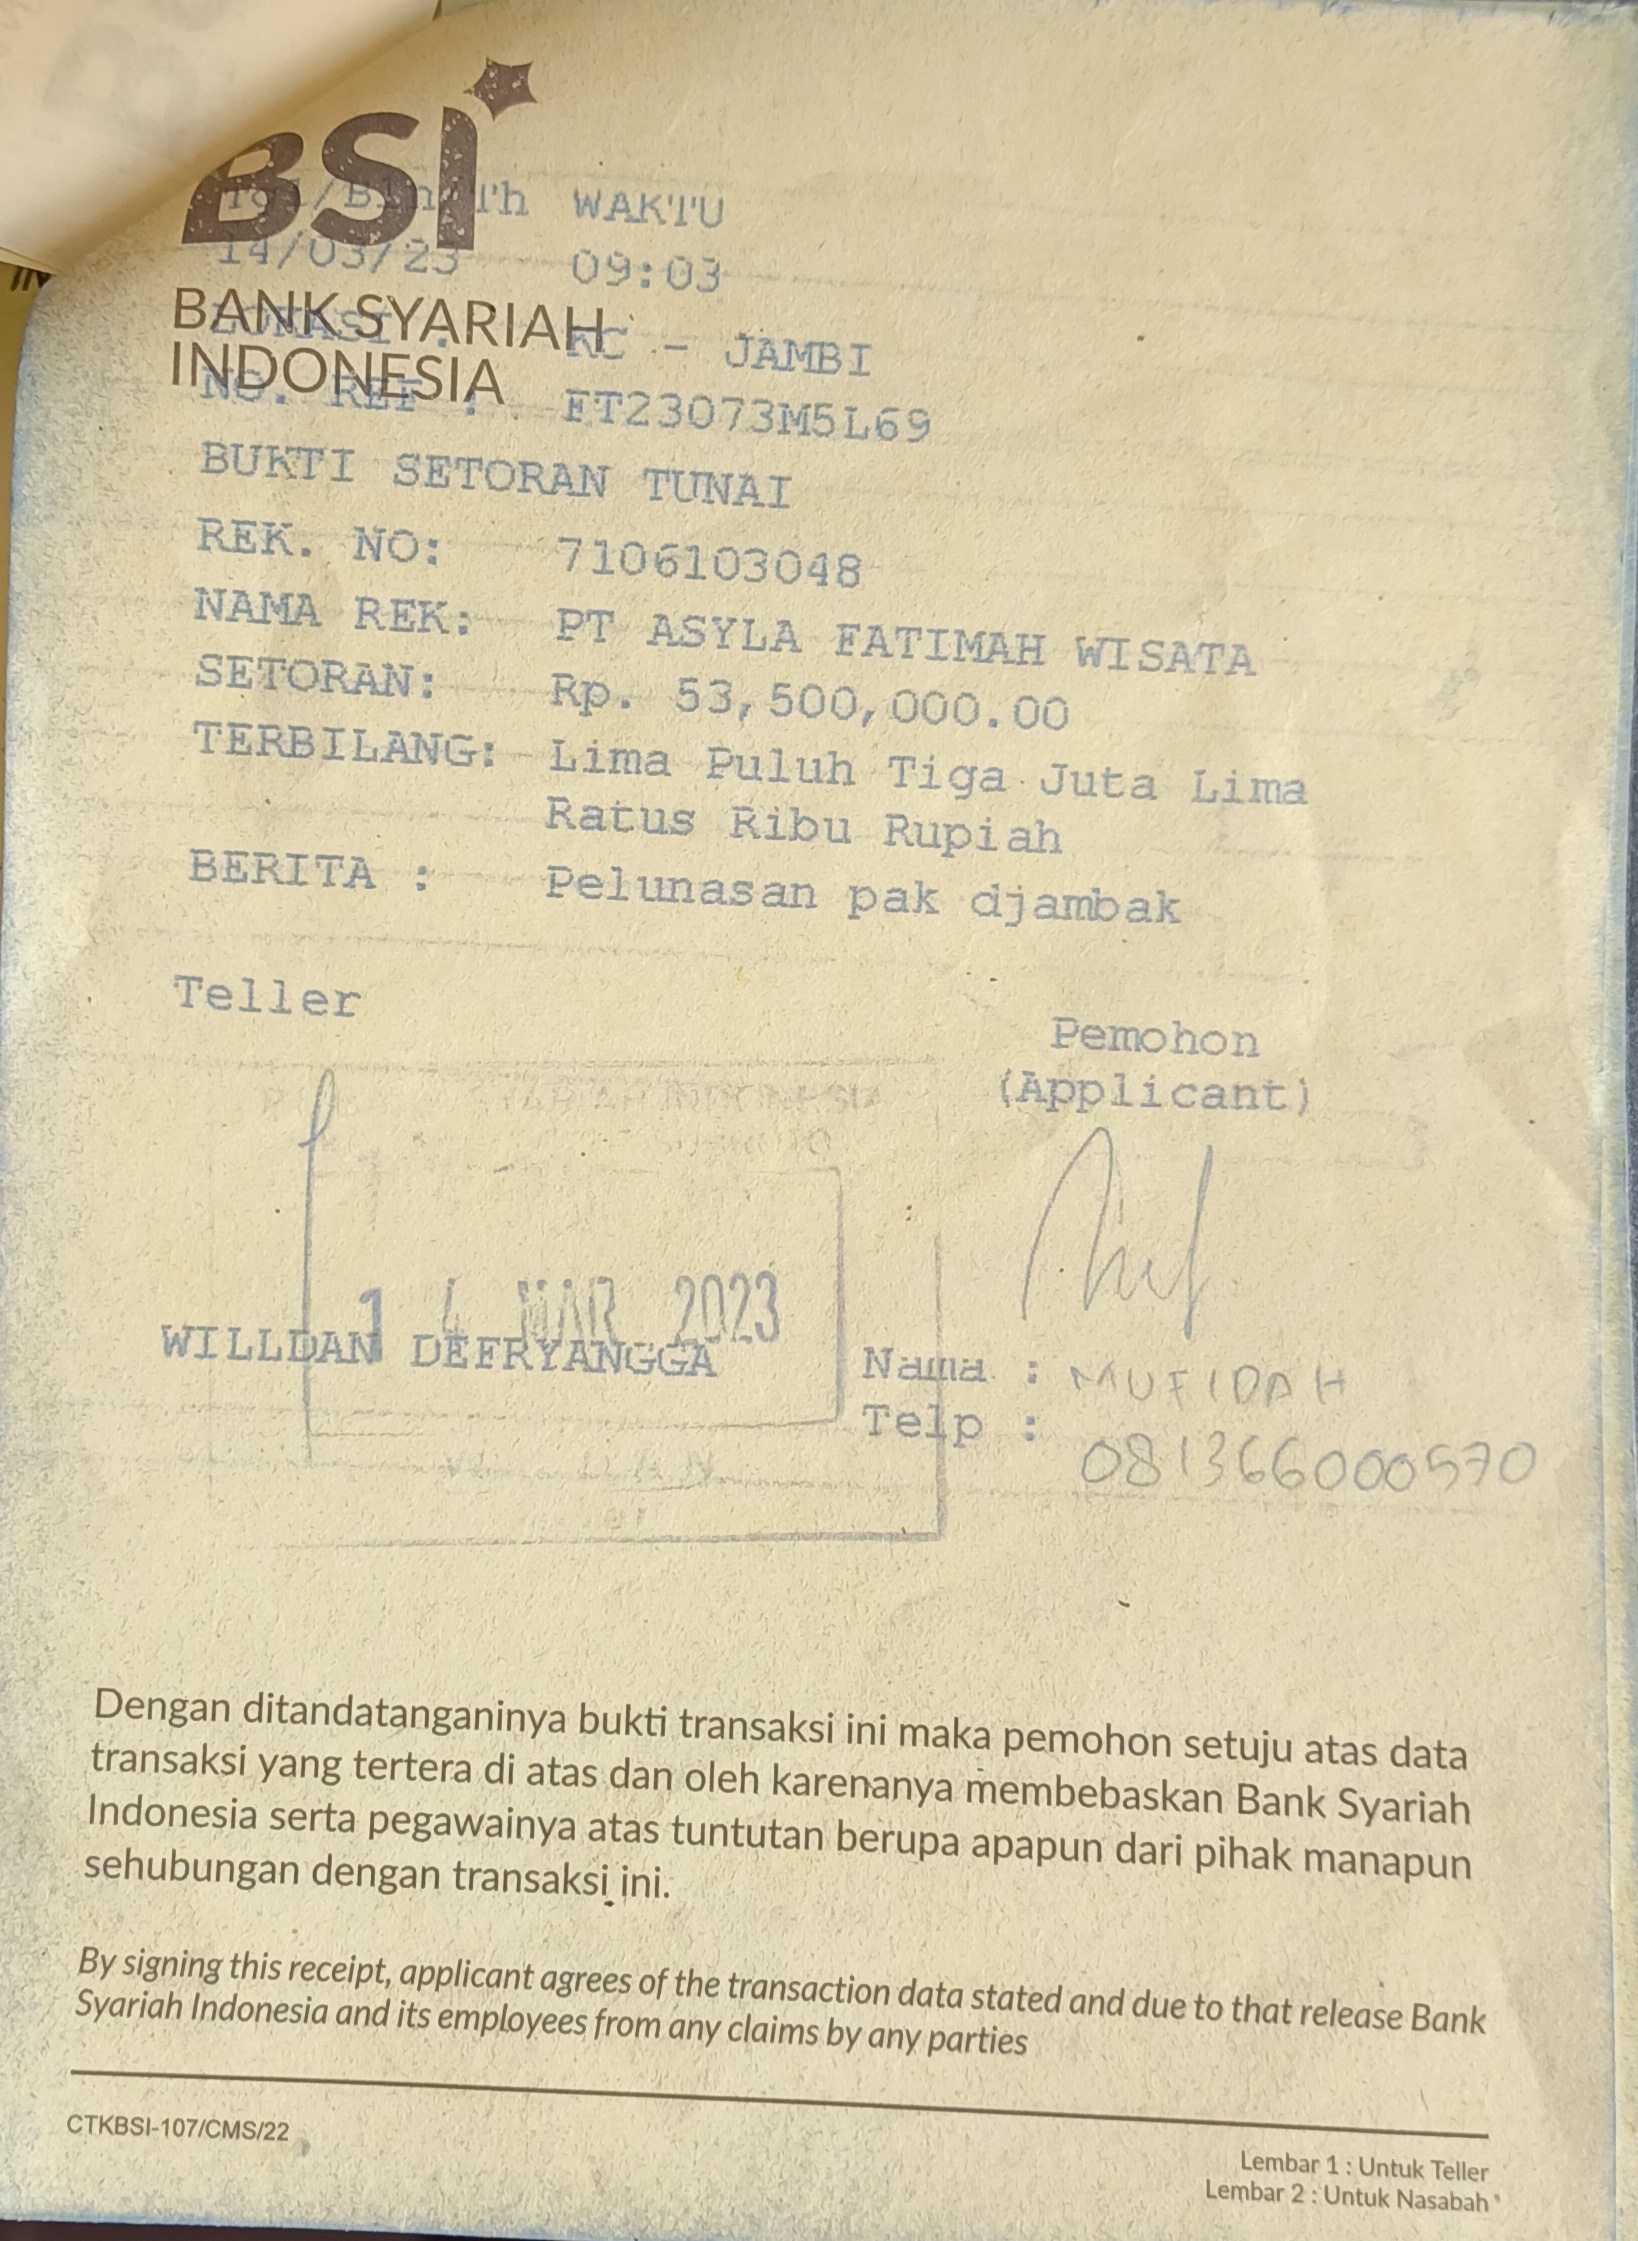 BSI
BANK SYARIAH
INDONESIA
Tgl/Bln/Th WAKTU
14/03/23 09:03
LOKASI : KC - JAMBI
NO. REF : FT23073M5L69
BUKTI SETORAN TUNAI
REK. NO: 7106103048
NAMA REK: PT ASYLA FATIMAH WISATA
SETORAN: Rp. 53,500,000.00
TERBILANG: Lima Puluh Tiga Juta Lima
Ratus Ribu Rupiah
BERITA : Pelunasan pak djambak
Teller
Pemohon
(Applicant)
14 MAR 2023
WILLDAN DEFRYANGGA
Nama : MUFIDAH
Telp : 081366000570
Dengan ditandatanganinya bukti transaksi ini maka pemohon setuju atas data
transaksi yang tertera di atas dan oleh karenanya membebaskan Bank Syariah
Indonesia serta pegawainya atas tuntutan berupa apapun dari pihak manapun
sehubungan dengan transaksi ini.
By signing this receipt, applicant agrees of the transaction data stated and due to that release Bank
Syariah Indonesia and its employees from any claims by any parties
CTKBSI-107/CMS/22
Lembar 1 : Untuk Teller
Lembar 2 : Untuk Nasabah